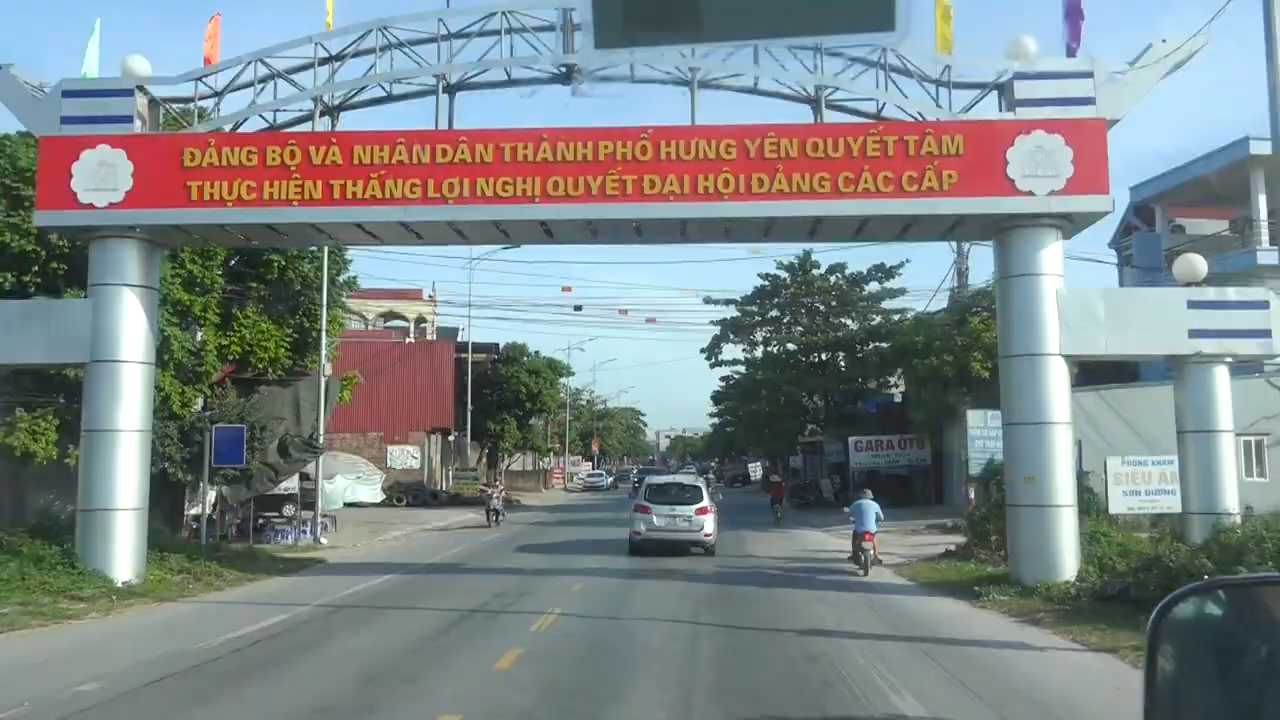 ĐẢNG BỘ VÀ NHÂN DÂN THÀNH PHỐ HƯNG YÊN QUYẾT TÂM
THỰC HIỆN THẮNG LỢI NGHỊ QUYẾT ĐẠI HỘI ĐẢNG CÁC CẤP
GARA ÔTÔ
PHÒNG KHÁM
SIÊU ÂM
SƠN DƯƠNG